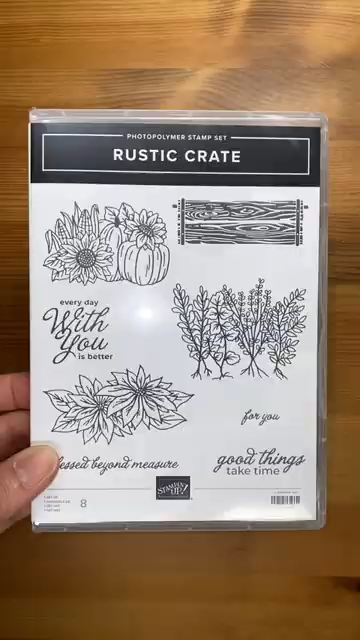 PHOTOPOLYMER STAMP SET
RUSTIC CRATE
every day
With
You
is better
for you
beyond measure
good things
take time
STAMPIN' UP!
8